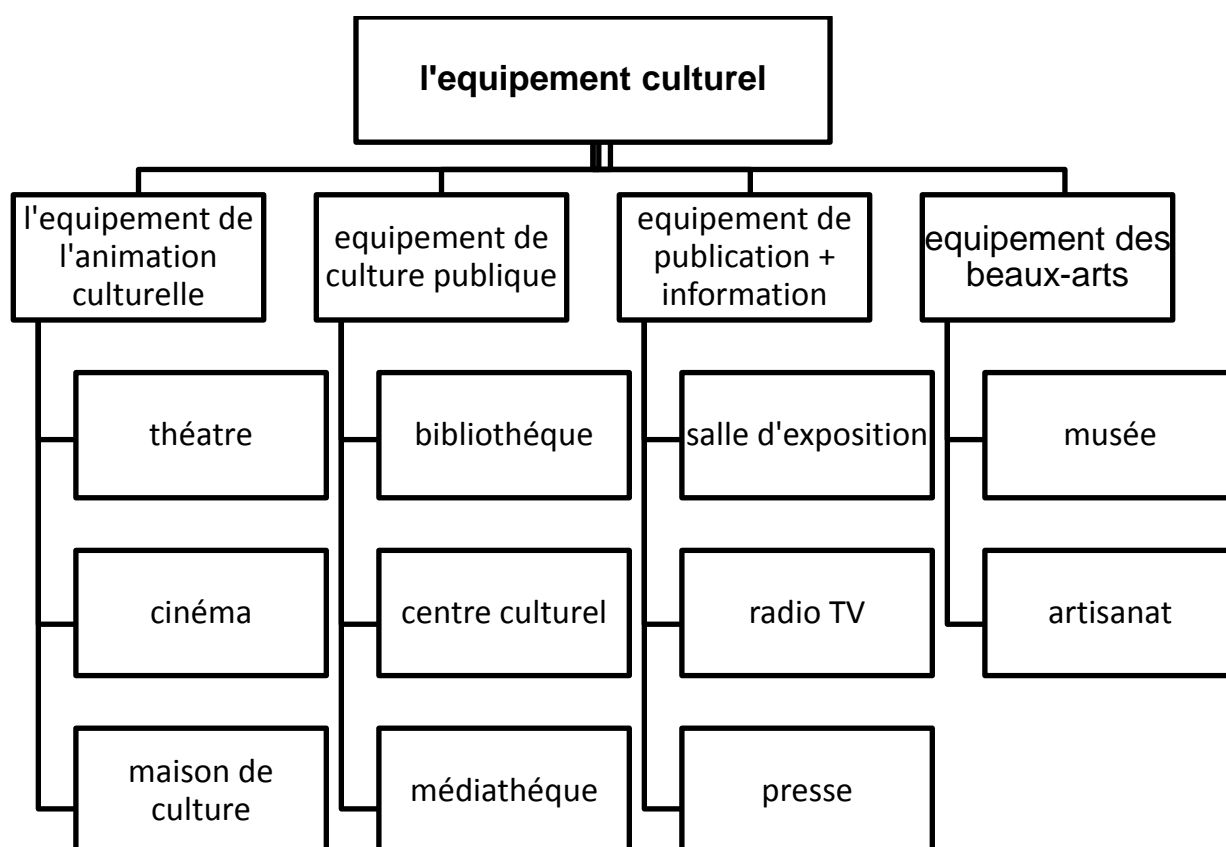 l'equipement culturel
l'equipement de
l'animation
culturelle
equipement de
culture publique
equipement de
publication +
information
equipement des
beaux-arts
théatre
bibliothéque
salle d'exposition
musée
cinéma
centre culturel
radio TV
artisanat
maison de
culture
médiathéque
presse